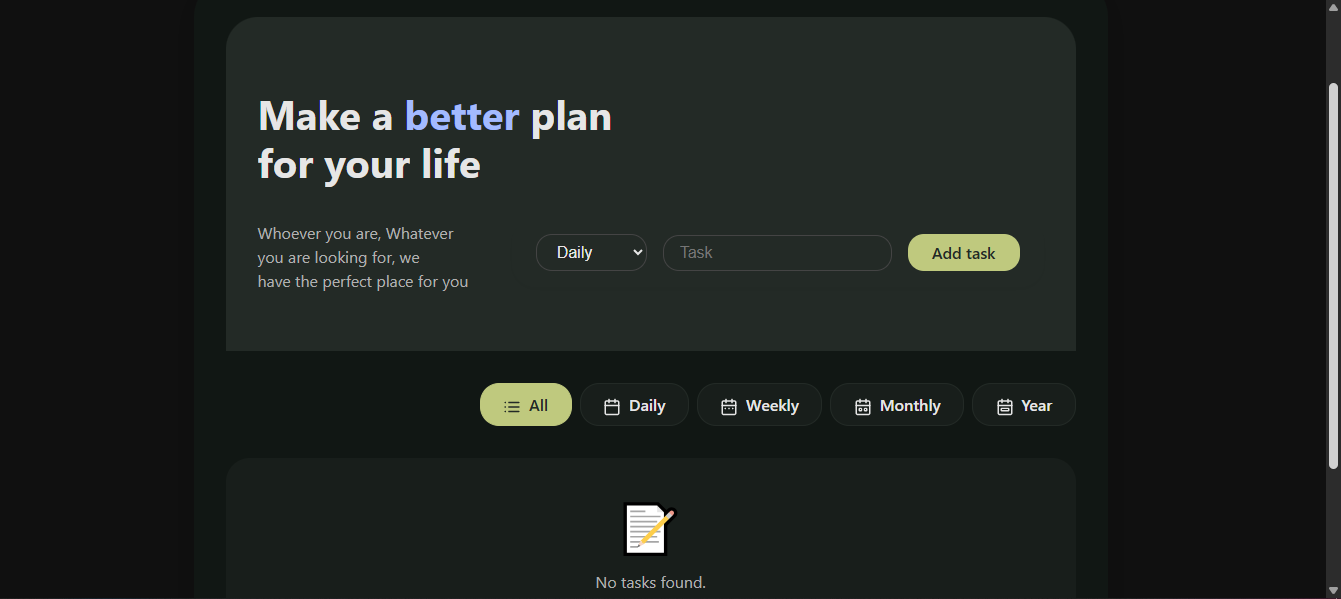 Make a better plan
for your life
Whoever you are, Whatever
you are looking for, we
have the perfect place for you
Daily
Task
Add task
All
Daily
Weekly
Monthly
Year
No tasks found.